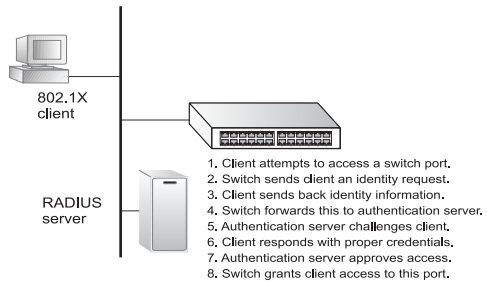 802.1X
client
1. Client attempts to access a switch port.
2. Switch sends client an identity request.
3. Client sends back identity information.
4. Switch forwards this to authentication server.
5. Authentication server challenges client.
6. Client responds with proper credentials.
7. Authentication server approves access.
8. Switch grants client access to this port.
RADIUS
server